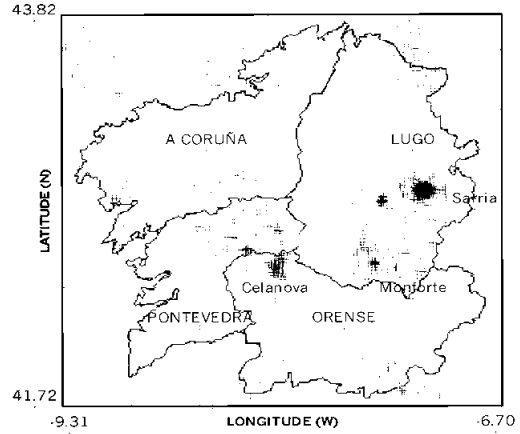 43.82
A CORUÑA LUGO
Sarria
LATITUDE (N)
Celanova Monforte
PONTEVEDRA ORENSE
41.72
-9.31 LONGITUDE (W) -6.70